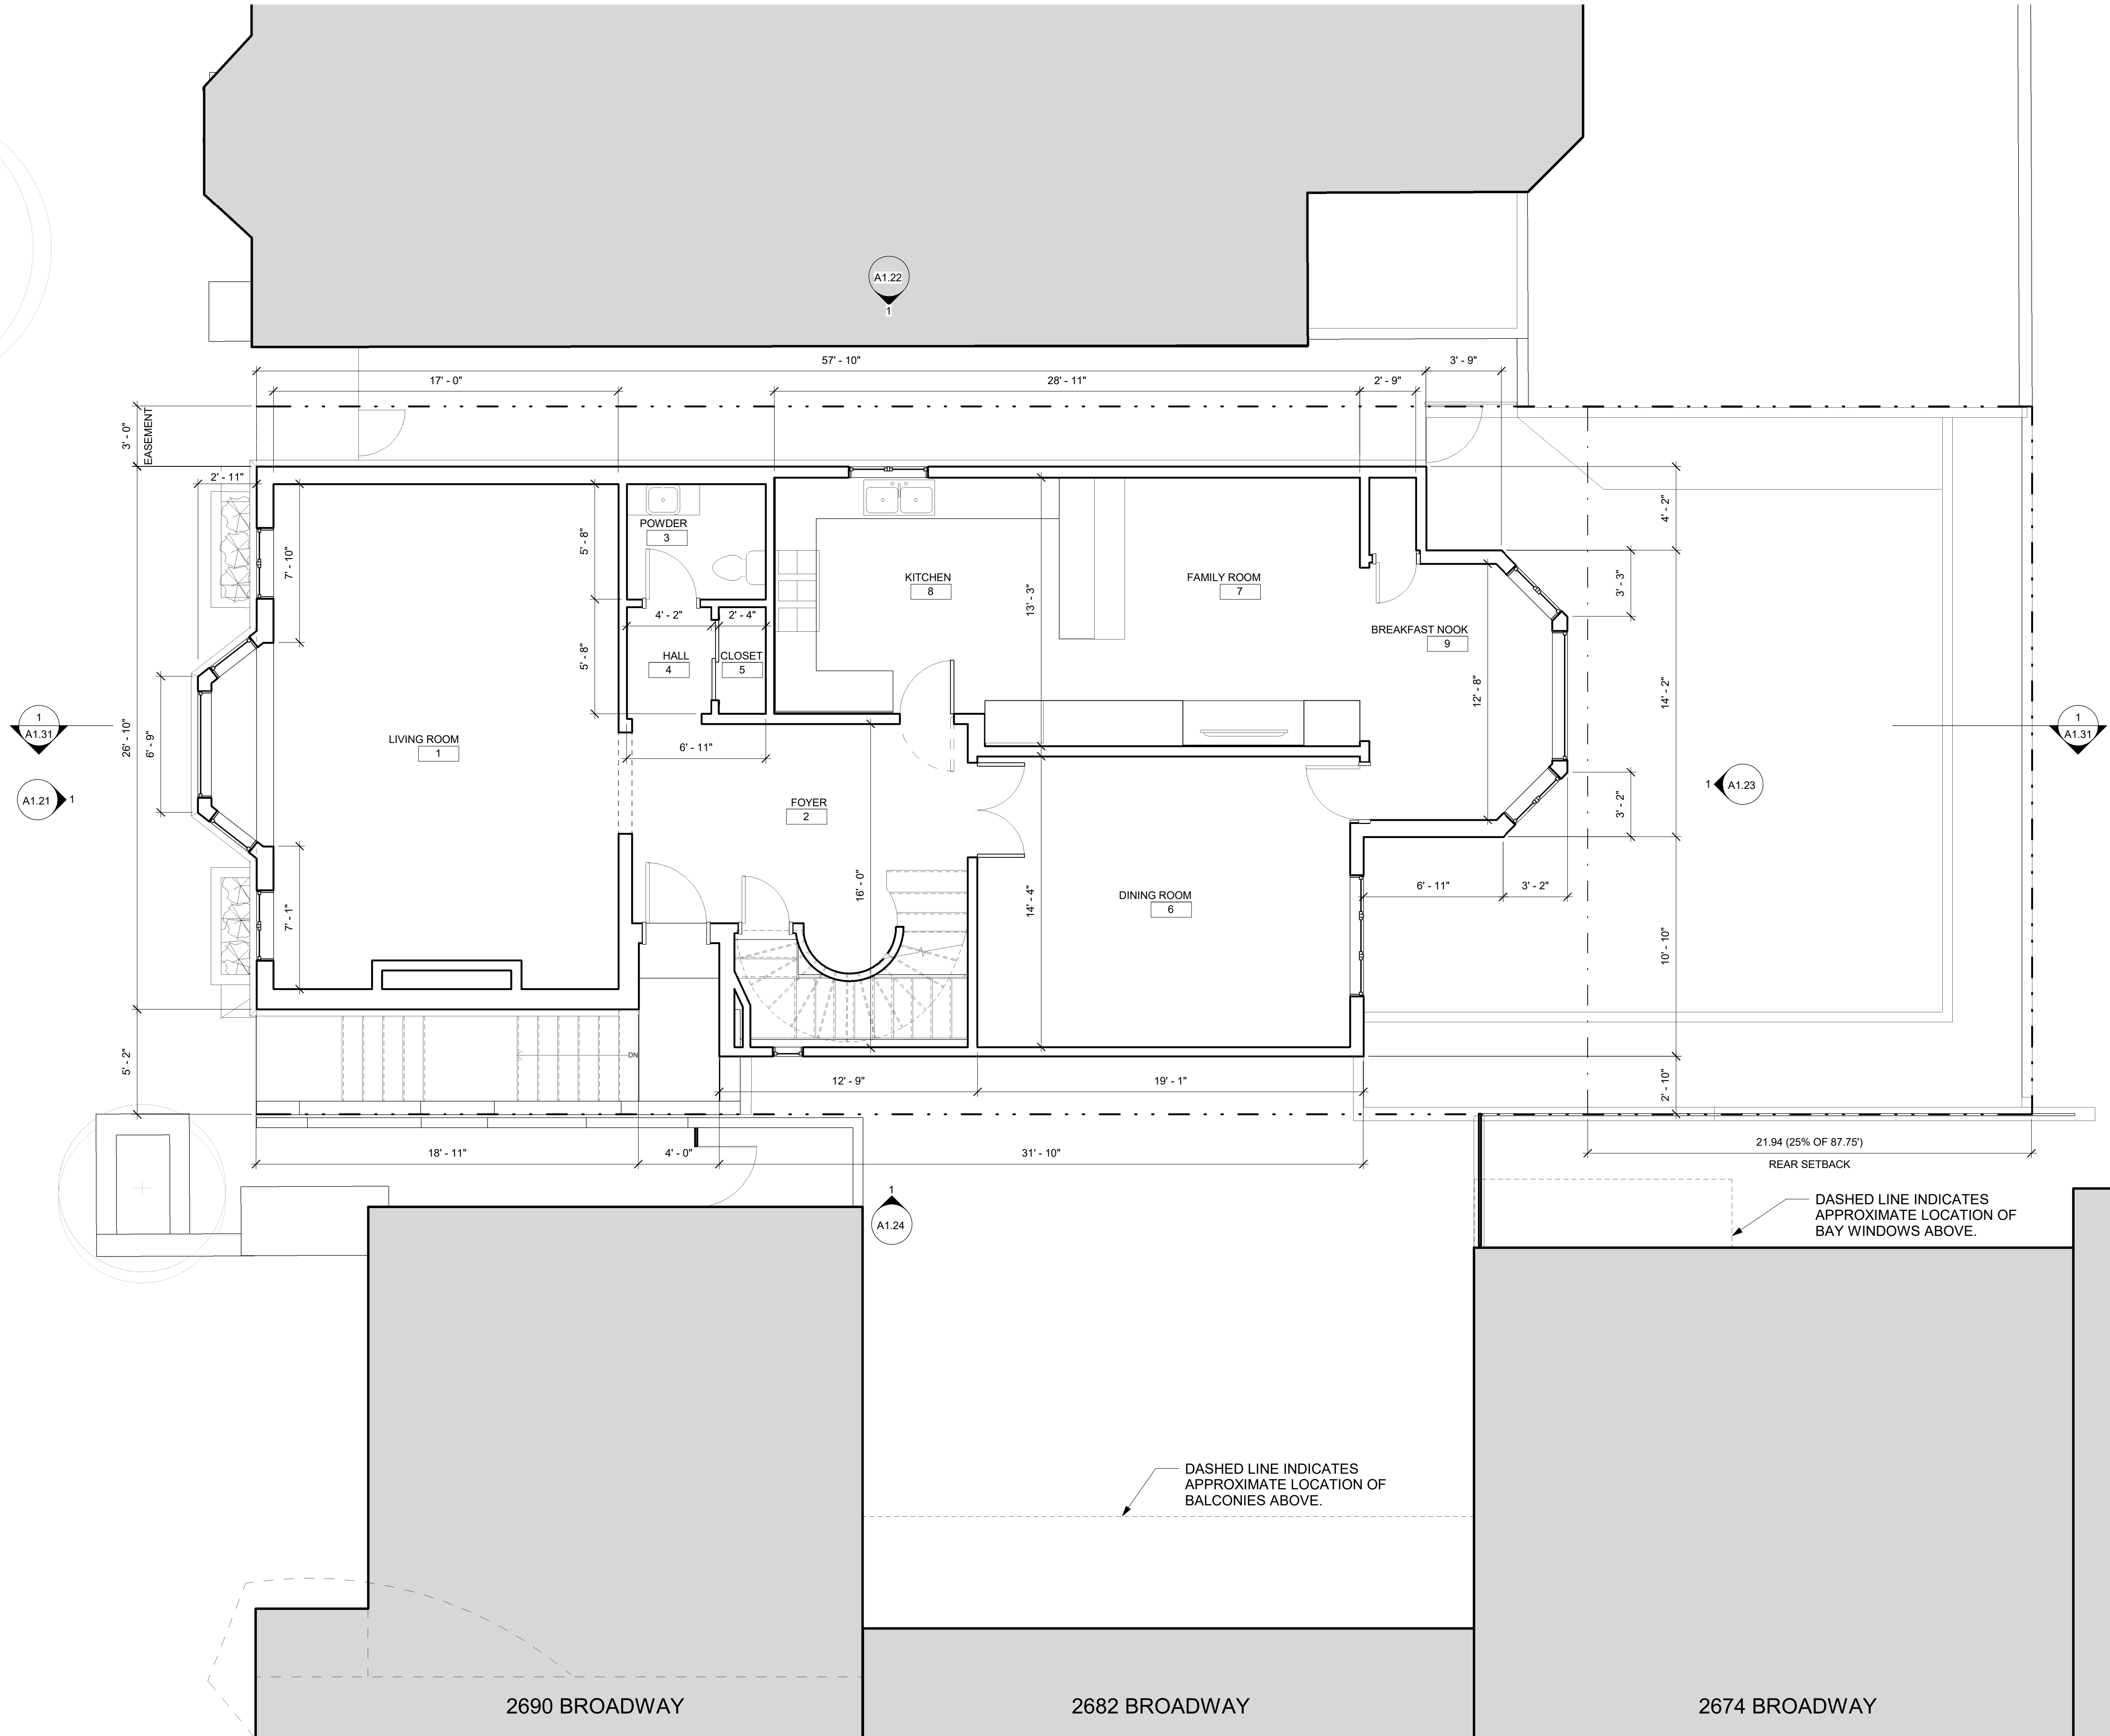 A1.22
1
57' - 10"
3' - 9"
17' - 0"
28' - 11"
2' - 9"
3' - 0"
EASEMENT
2' - 11"
7' - 10"
5' - 8"
POWDER
3
4' - 2"
2' - 4"
5' - 8"
HALL
4
CLOSET
5
KITCHEN
8
13' - 3"
FAMILY ROOM
7
BREAKFAST NOOK
9
12' - 8"
4' - 2"
3' - 3"
14' - 2"
3' - 2"
1
A1.31
26' - 10"
6' - 9"
A1.21
1
LIVING ROOM
1
6' - 11"
FOYER
2
16' - 0"
14' - 4"
DINING ROOM
6
1
A1.23
1
A1.31
6' - 11"
3' - 2"
10' - 10"
7' - 1"
5' - 2"
DN
12' - 9"
19' - 1"
2' - 10"
18' - 11"
4' - 0"
31' - 10"
21.94 (25% OF 87.75')
REAR SETBACK
1
A1.24
DASHED LINE INDICATES
APPROXIMATE LOCATION OF
BAY WINDOWS ABOVE.
DASHED LINE INDICATES
APPROXIMATE LOCATION OF
BALCONIES ABOVE.
2690 BROADWAY
2682 BROADWAY
2674 BROADWAY